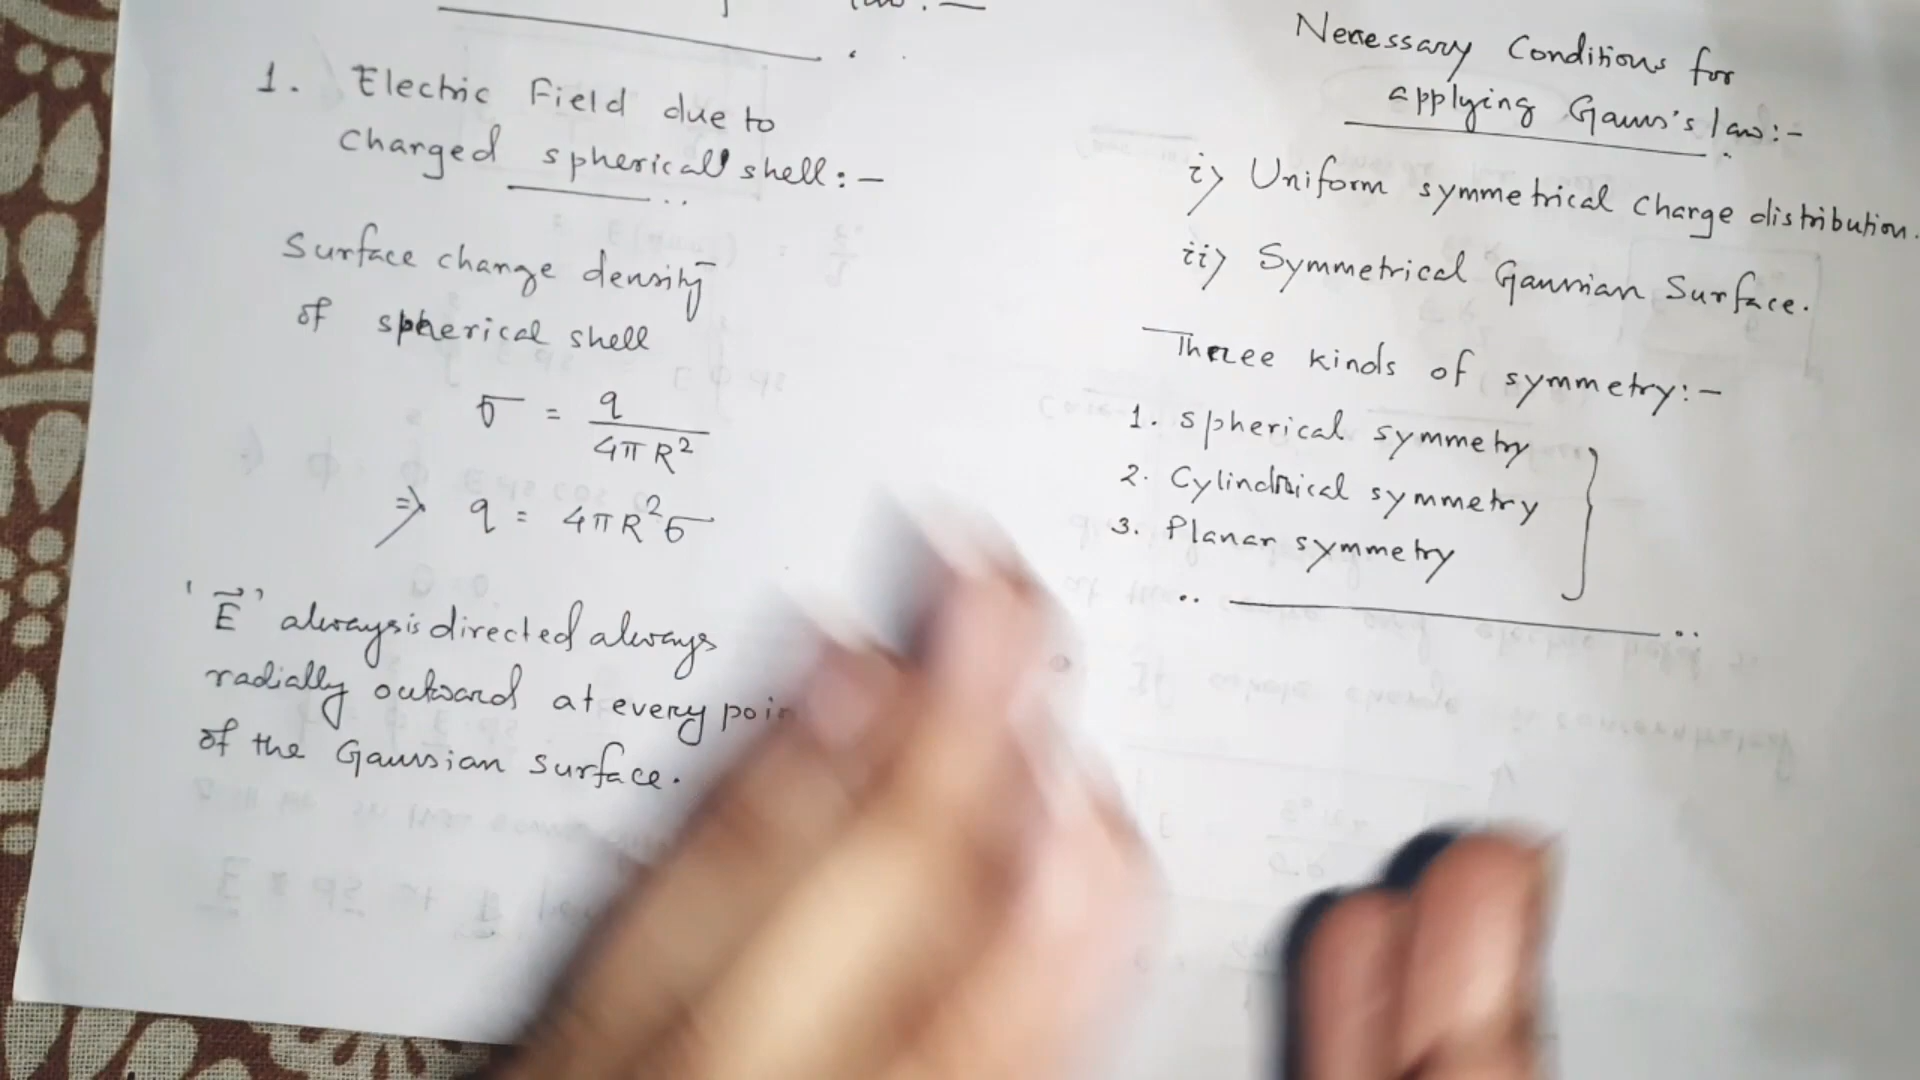 1. Electric Field due to
Charged spherical shell:-
Surface change density
of spherical shell
σ = q / 4πR²
⇒ q = 4πR²σ
'E⃗' always is directed always
radially outward at every poin
of the Gaussian surface.
Necessary Conditions for
applying Gauss's law:-
i) Uniform symmetrical charge distribution.
ii) Symmetrical Gaussian Surface.
Three kinds of symmetry:-
1. Spherical symmetry
2. Cylindrical symmetry
3. Planar symmetry